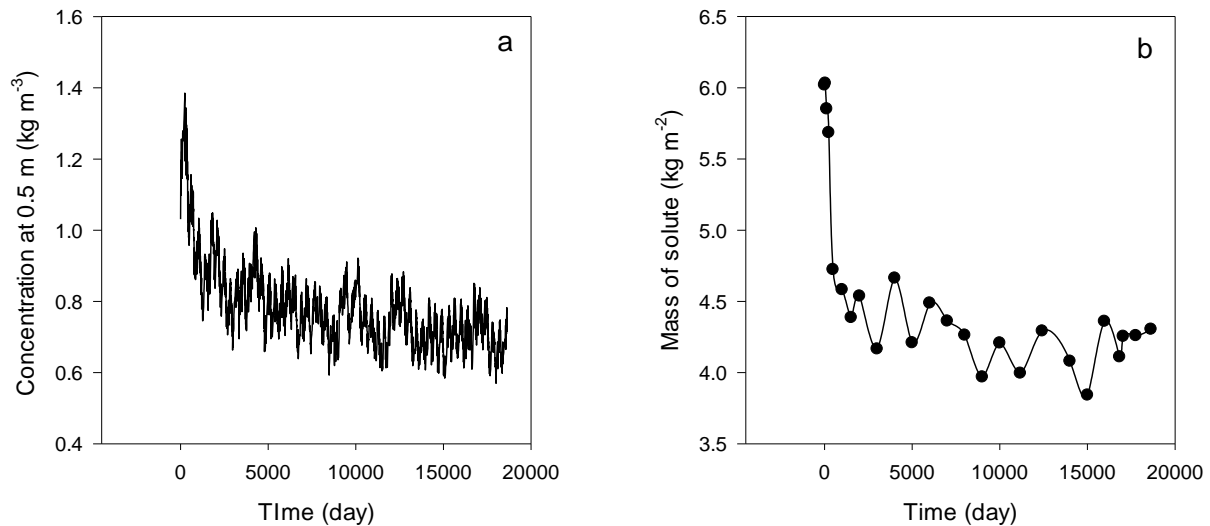 a
1.6
1.4
1.2
1.0
0.8
0.6
0.4
0 5000 10000 15000 20000
Concentration at 0.5 m (kg m-3)
TIme (day)
b
6.5
6.0
5.5
5.0
4.5
4.0
3.5
0 5000 10000 15000 20000
Mass of solute (kg m-2)
Time (day)